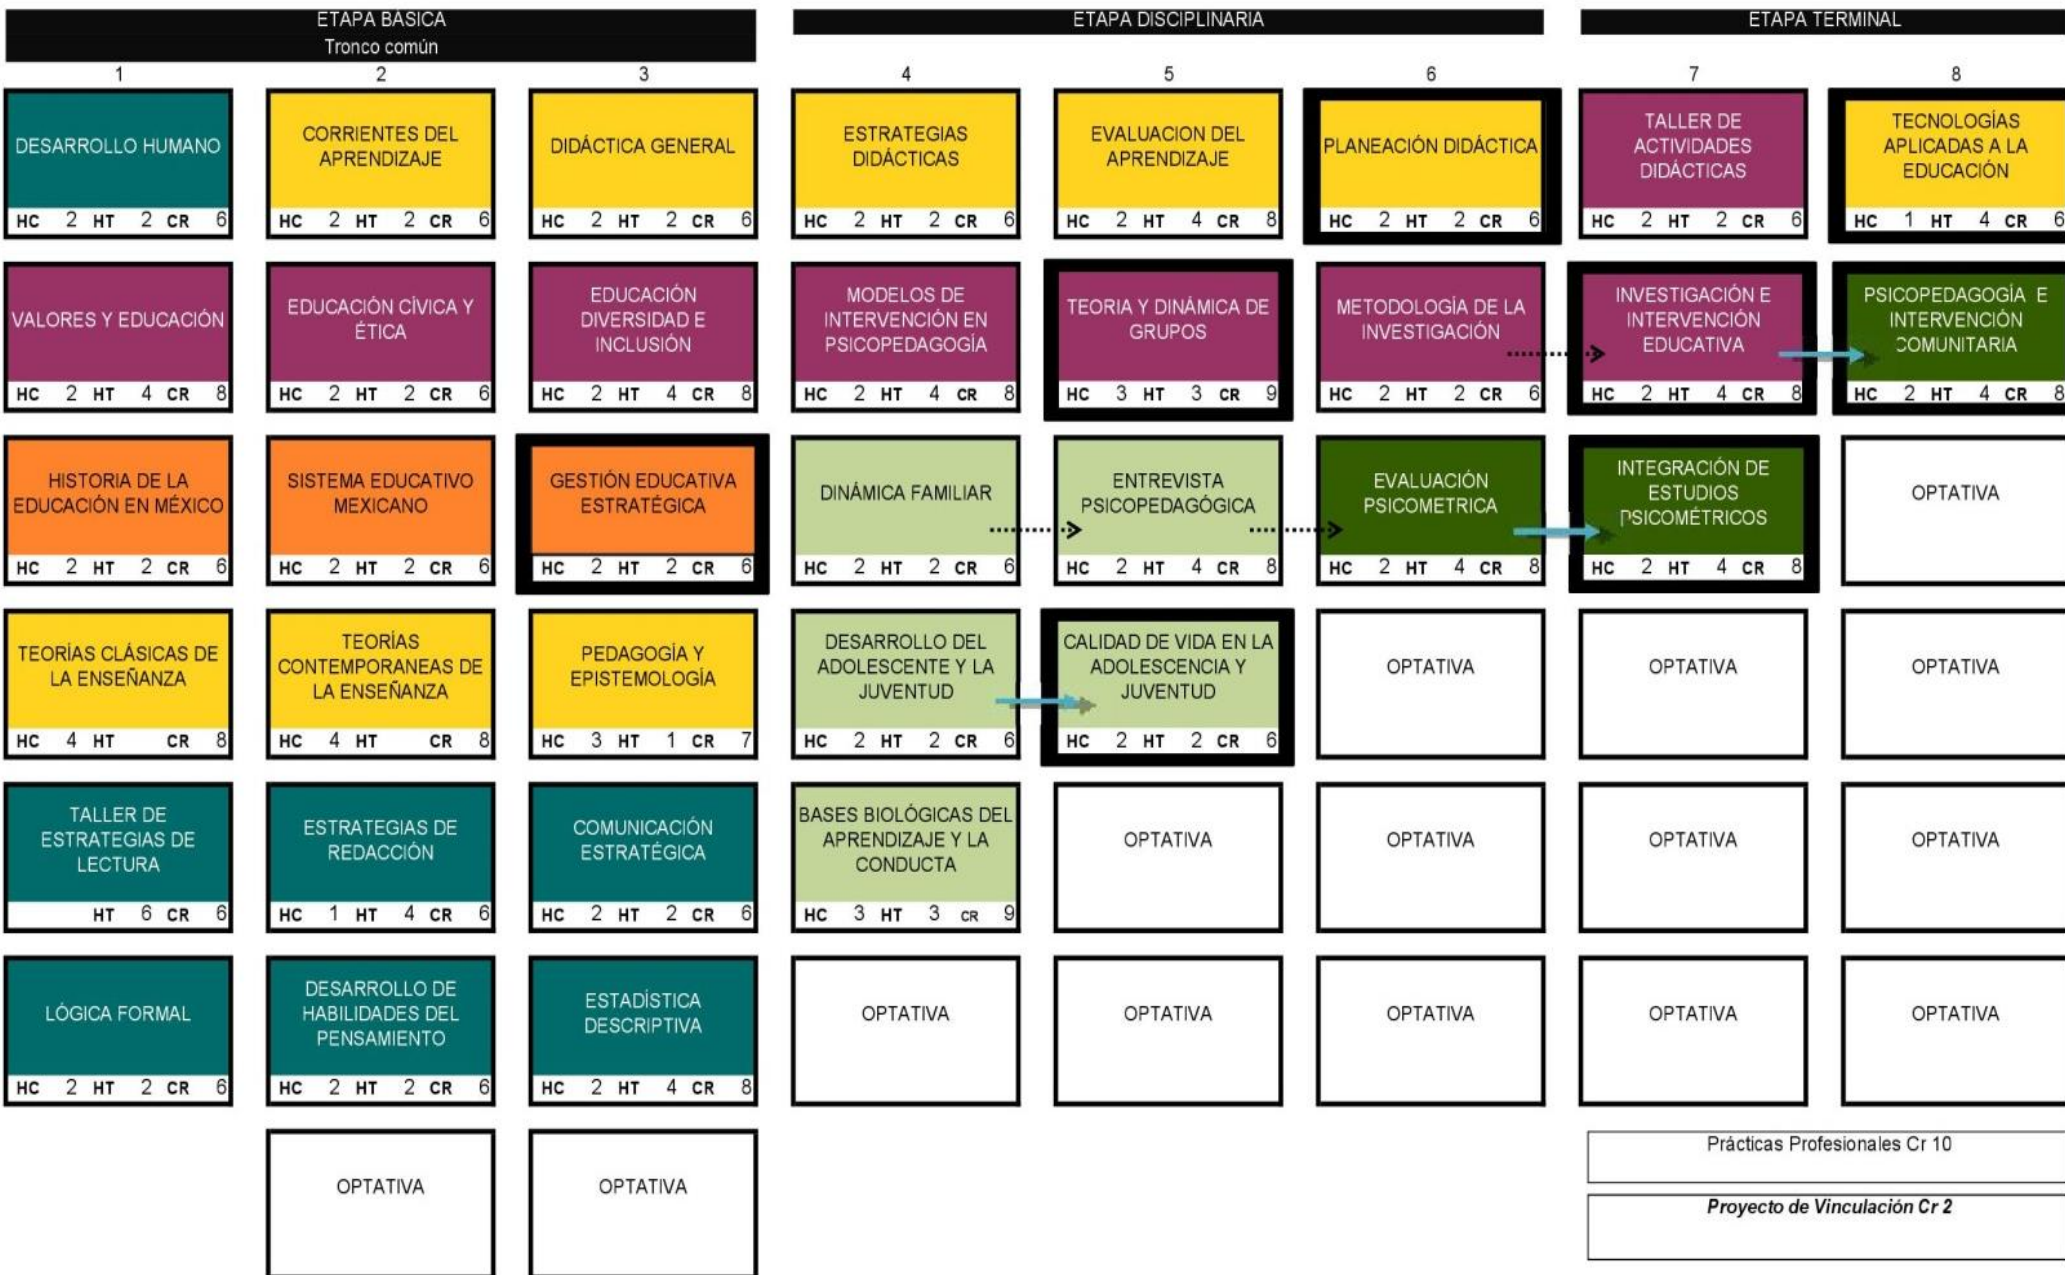 ETAPA BÁSICA
Tronco común
ETAPA DISCIPLINARIA
ETAPA TERMINAL
1 2 3 4 5 6 7 8
DESARROLLO HUMANO
HC 2 HT 2 CR 6
CORRIENTES DEL
APRENDIZAJE
HC 2 HT 2 CR 6
DIDÁCTICA GENERAL
HC 2 HT 2 CR 6
ESTRATEGIAS
DIDÁCTICAS
HC 2 HT 2 CR 6
EVALUACION DEL
APRENDIZAJE
HC 2 HT 4 CR 8
PLANEACIÓN DIDÁCTICA
HC 2 HT 2 CR 6
TALLER DE
ACTIVIDADES
DIDÁCTICAS
HC 2 HT 2 CR 6
TECNOLOGÍAS
APLICADAS A LA
EDUCACIÓN
HC 1 HT 4 CR 6
VALORES Y EDUCACIÓN
HC 2 HT 4 CR 8
EDUCACIÓN CÍVICA Y
ÉTICA
HC 2 HT 2 CR 6
EDUCACIÓN
DIVERSIDAD E
INCLUSIÓN
HC 2 HT 4 CR 8
MODELOS DE
INTERVENCIÓN EN
PSICOPEDAGOGÍA
HC 2 HT 4 CR 8
TEORIA Y DINÁMICA DE
GRUPOS
HC 3 HT 3 CR 9
METODOLOGÍA DE LA
INVESTIGACIÓN
HC 2 HT 2 CR 6
INVESTIGACIÓN E
INTERVENCIÓN
EDUCATIVA
HC 2 HT 4 CR 8
PSICOPEDAGOGÍA E
INTERVENCIÓN
COMUNITARIA
HC 2 HT 4 CR 8
HISTORIA DE LA
EDUCACIÓN EN MÉXICO
HC 2 HT 2 CR 6
SISTEMA EDUCATIVO
MEXICANO
HC 2 HT 2 CR 6
GESTIÓN EDUCATIVA
ESTRATÉGICA
HC 2 HT 2 CR 6
DINÁMICA FAMILIAR
HC 2 HT 2 CR 6
ENTREVISTA
PSICOPEDAGÓGICA
HC 2 HT 4 CR 8
EVALUACIÓN
PSICOMETRICA
HC 2 HT 4 CR 8
INTEGRACIÓN DE
ESTUDIOS
PSICOMÉTRICOS
HC 2 HT 4 CR 8
OPTATIVA
TEORÍAS CLÁSICAS DE
LA ENSEÑANZA
HC 4 HT CR 8
TEORÍAS
CONTEMPORANEAS DE
LA ENSEÑANZA
HC 4 HT CR 8
PEDAGOGÍA Y
EPISTEMOLOGÍA
HC 3 HT 1 CR 7
DESARROLLO DEL
ADOLESCENTE Y LA
JUVENTUD
HC 2 HT 2 CR 6
CALIDAD DE VIDA EN LA
ADOLESCENCIA Y
JUVENTUD
HC 2 HT 2 CR 6
OPTATIVA
OPTATIVA
OPTATIVA
TALLER DE
ESTRATEGIAS DE
LECTURA
HT 6 CR 6
ESTRATEGIAS DE
REDACCIÓN
HC 1 HT 4 CR 6
COMUNICACIÓN
ESTRATÉGICA
HC 2 HT 2 CR 6
BASES BIOLÓGICAS DEL
APRENDIZAJE Y LA
CONDUCTA
HC 3 HT 3 CR 9
OPTATIVA
OPTATIVA
OPTATIVA
OPTATIVA
LÓGICA FORMAL
HC 2 HT 2 CR 6
DESARROLLO DE
HABILIDADES DEL
PENSAMIENTO
HC 2 HT 2 CR 6
ESTADÍSTICA
DESCRIPTIVA
HC 2 HT 4 CR 8
OPTATIVA
OPTATIVA
OPTATIVA
OPTATIVA
OPTATIVA
OPTATIVA
OPTATIVA
Prácticas Profesionales Cr 10
Proyecto de Vinculación Cr 2